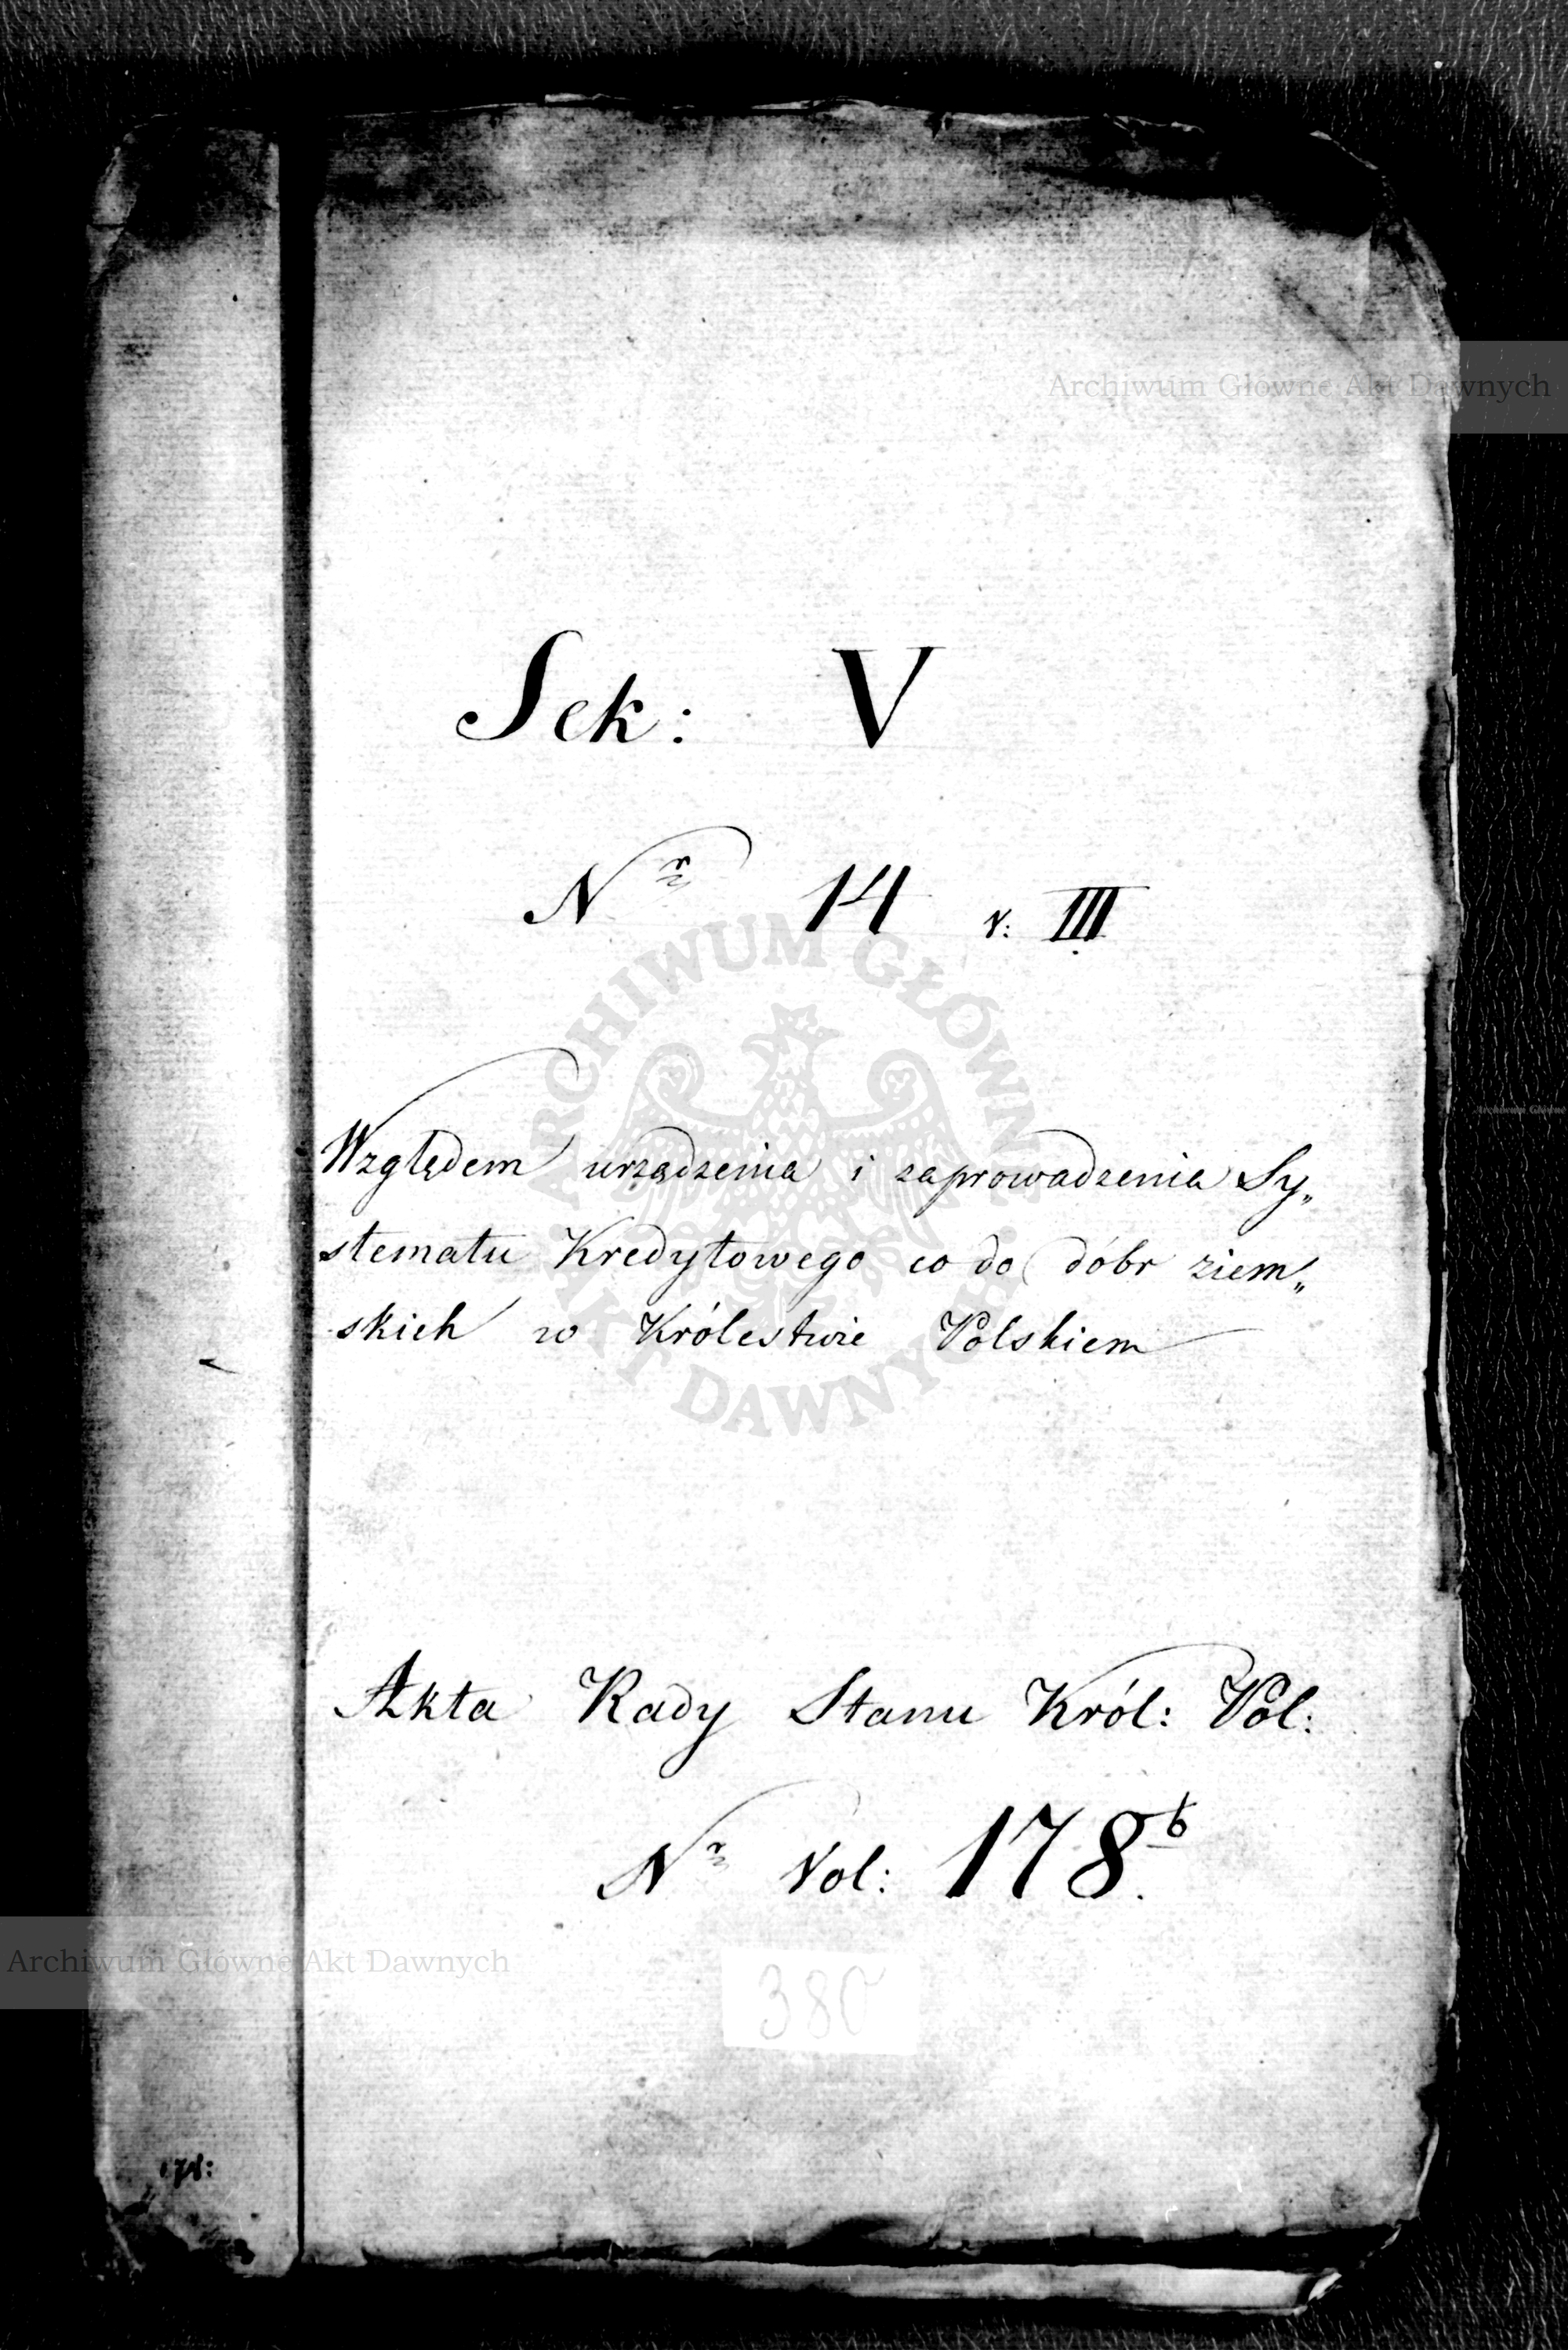 Archiwum Główne Akt Dawnych
Sek: V
Nr 14 v: III
ARCHIWUM GŁÓWNE AKT DAWNYCH
Względem urządzenia i zaprowadzenia Sy„
stematu Kredytowego co do dóbr ziem„
skich w Królestwie Polskiem
Akta Rady Stanu Król: Pol:
Nr Vol: 178b.
Archiwum Główne Akt Dawnych
380
178: